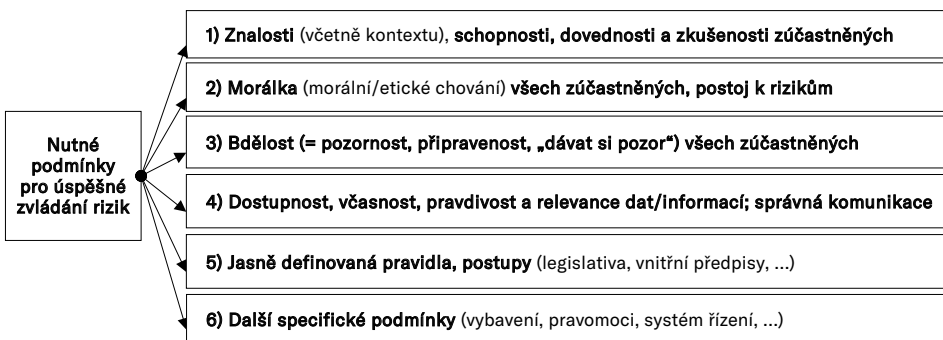 1) Znalosti (včetně kontextu), schopnosti, dovednosti a zkušenosti zúčastněných
2) Morálka (morální/etické chování) všech zúčastněných, postoj k rizikům
Nutné
podmínky
pro úspěšné
zvládání rizik
3) Bdělost (= pozornost, připravenost, „dávat si pozor“) všech zúčastněných
4) Dostupnost, včasnost, pravdivost a relevance dat/informací; správná komunikace
5) Jasně definovaná pravidla, postupy (legislativa, vnitřní předpisy, ...)
6) Další specifické podmínky (vybavení, pravomoci, systém řízení, ...)